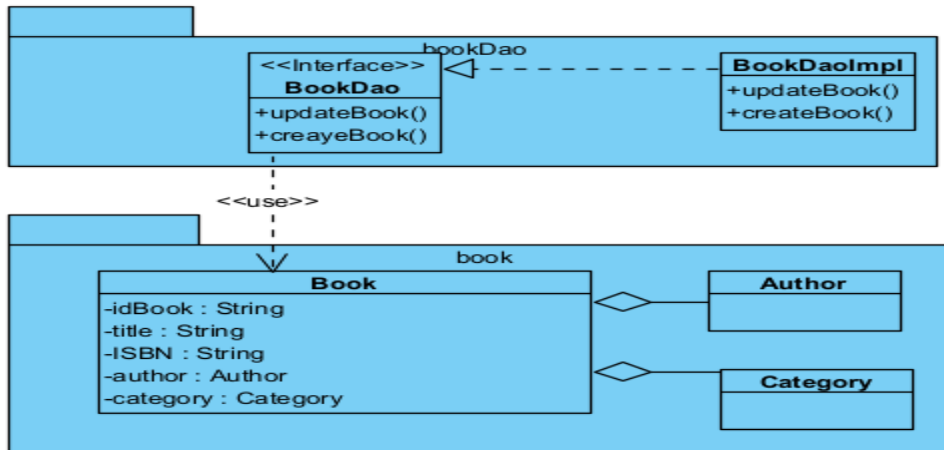 bookDao
<<Interface>>
BookDao
+updateBook()
+creayeBook()
BookDaoImpl
+updateBook()
+createBook()
<<use>>
book
Book
-idBook : String
-title : String
-ISBN : String
-author : Author
-category : Category
Author
Category